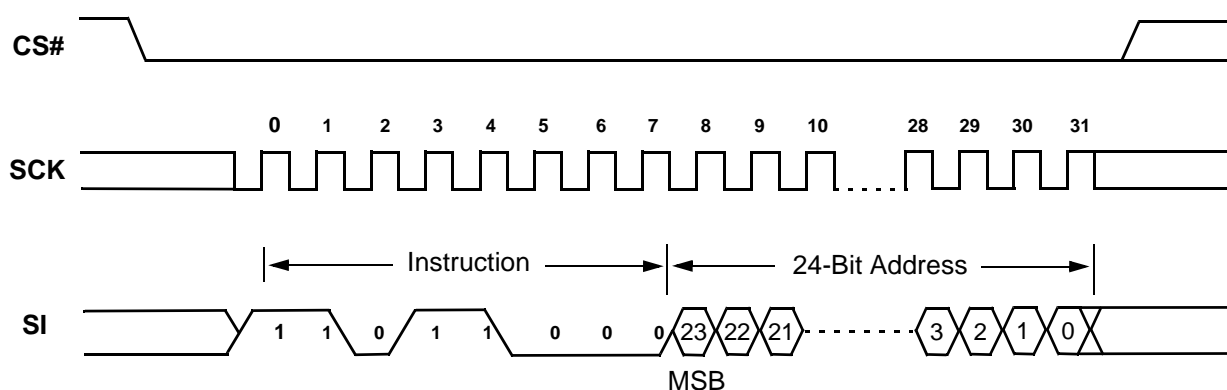 CS#
0 1 2 3 4 5 6 7 8 9 10 28 29 30 31
SCK
Instruction 24-Bit Address
SI 1 1 0 1 1 0 0 0 23 22 21 3 2 1 0
MSB